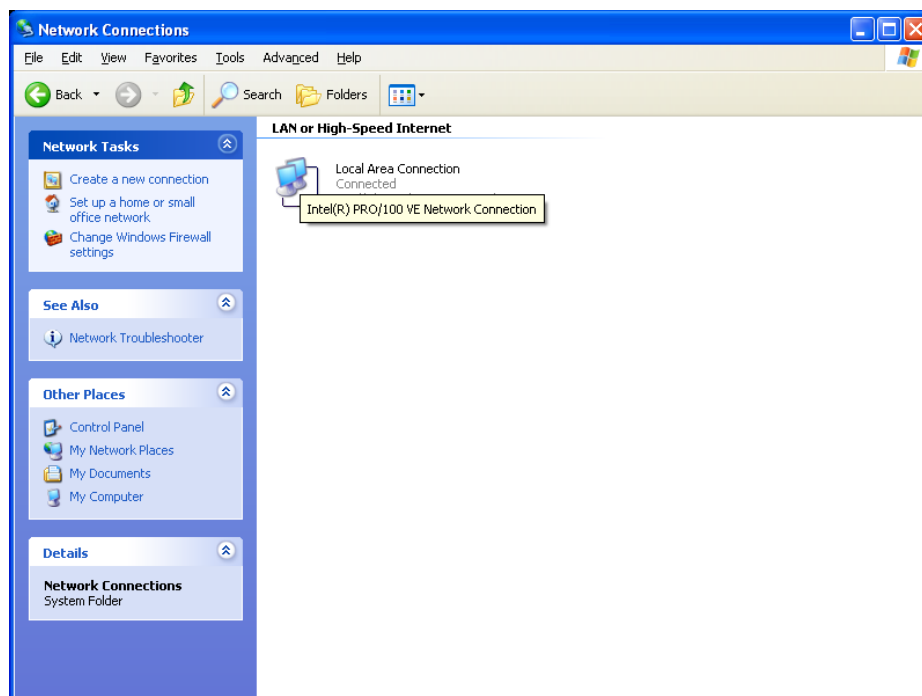 Network Connections
File Edit View Favorites Tools Advanced Help
Back Search Folders
Network Tasks
Create a new connection
Set up a home or small
office network
Change Windows Firewall
settings
See Also
Network Troubleshooter
Other Places
Control Panel
My Network Places
My Documents
My Computer
Details
Network Connections
System Folder
LAN or High-Speed Internet
Local Area Connection
Connected
Intel(R) PRO/100 VE Network Connection